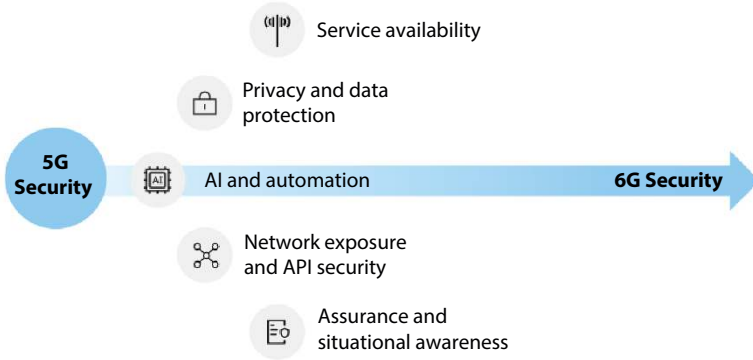 Service availability
Privacy and data
protection
5G
Security
AI
AI and automation
6G Security
Network exposure
and API security
Assurance and
situational awareness